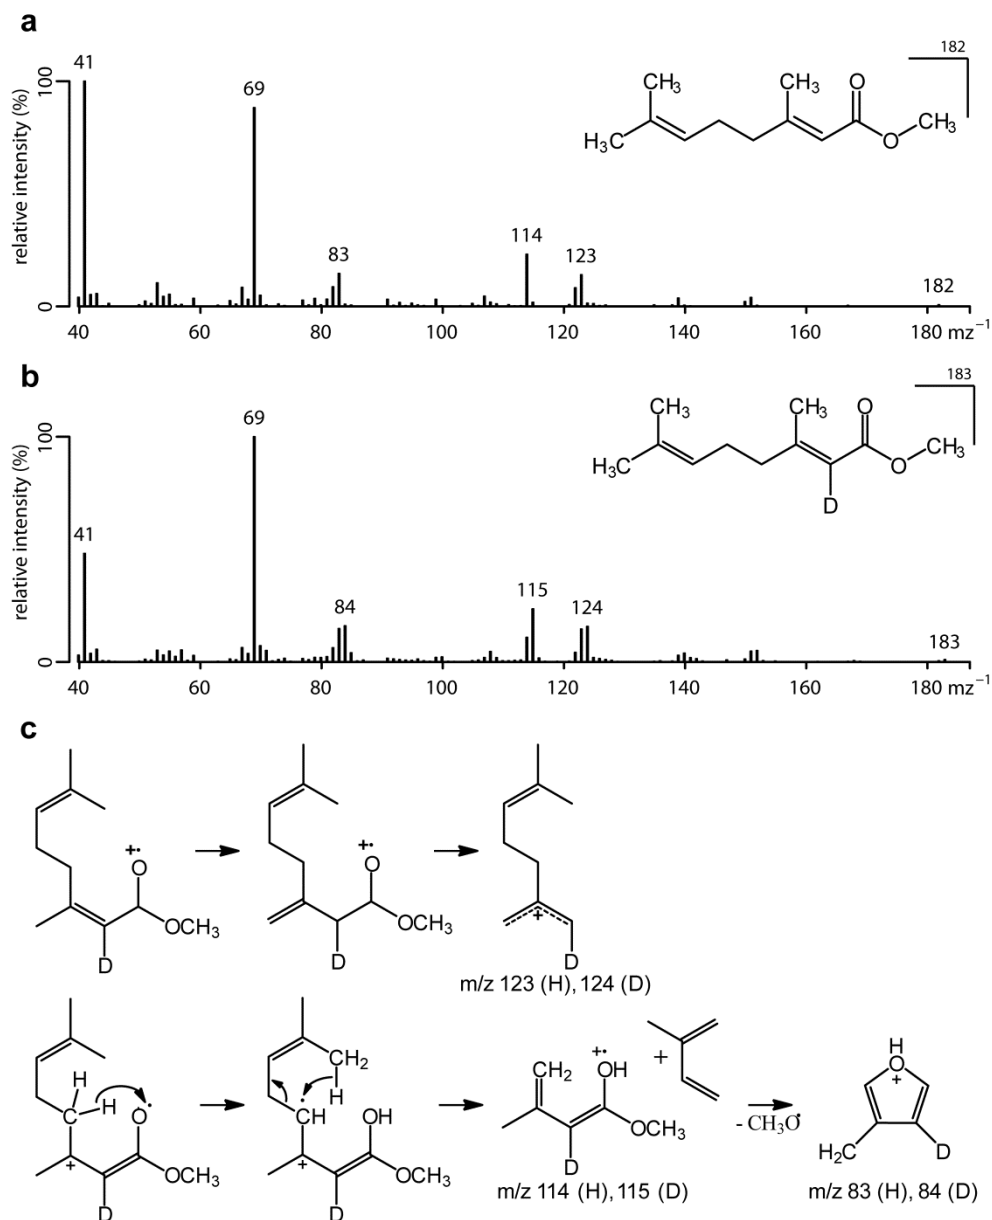 a
relative intensity (%)
100
0
41
69
83
114
123
182
40 60 80 100 120 140 160 180 mz⁻¹
182
CH₃ CH₃ O
H₃C O CH₃
b
relative intensity (%)
100
0
41
69
84
115
124
183
40 60 80 100 120 140 160 180 mz⁻¹
183
CH₃ CH₃ O
H₃C O CH₃
D
c
+• O
OCH₃
D
+• O
OCH₃
D
+
D
m/z 123 (H), 124 (D)
H
C H O•
+ OCH₃
D
CH₂
H
CH• OH
+ OCH₃
D
CH₂ +• OH
OCH₃
D
m/z 114 (H), 115 (D)
+
- CH₃O•
H
O
+
H₂C D
m/z 83 (H), 84 (D)